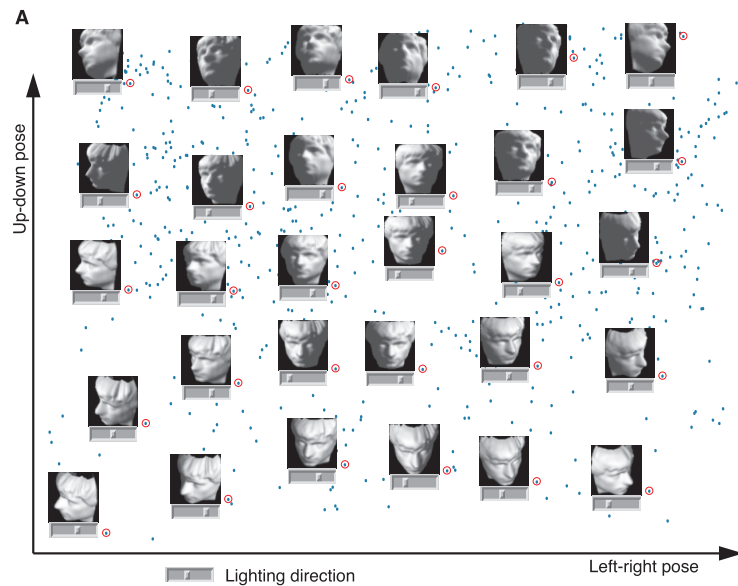 A
Up-down pose
Left-right pose
Lighting direction